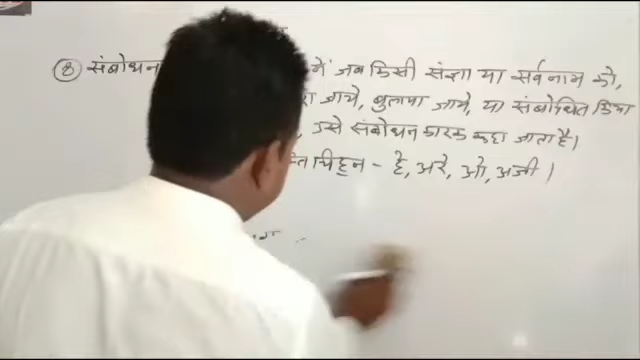 (8) संबोधन में जब किसी संज्ञा या सर्वनाम को,
जाये, बुलाया जाये, या संबोधित किया
, उसे संबोधन कारक कहा जाता है।
चिह्न - हे, अरे, ओ, अजी।